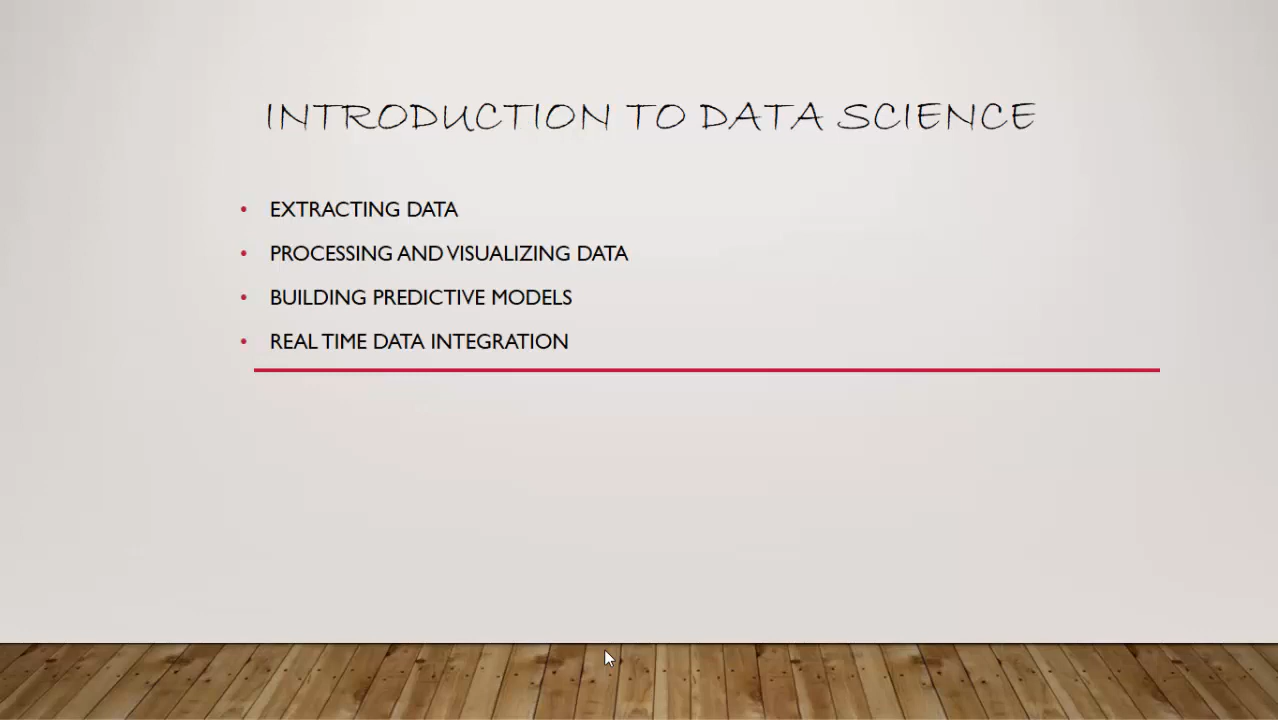 INTRODUCTION TO DATA SCIENCE
• EXTRACTING DATA
• PROCESSING AND VISUALIZING DATA
• BUILDING PREDICTIVE MODELS
• REAL TIME DATA INTEGRATION